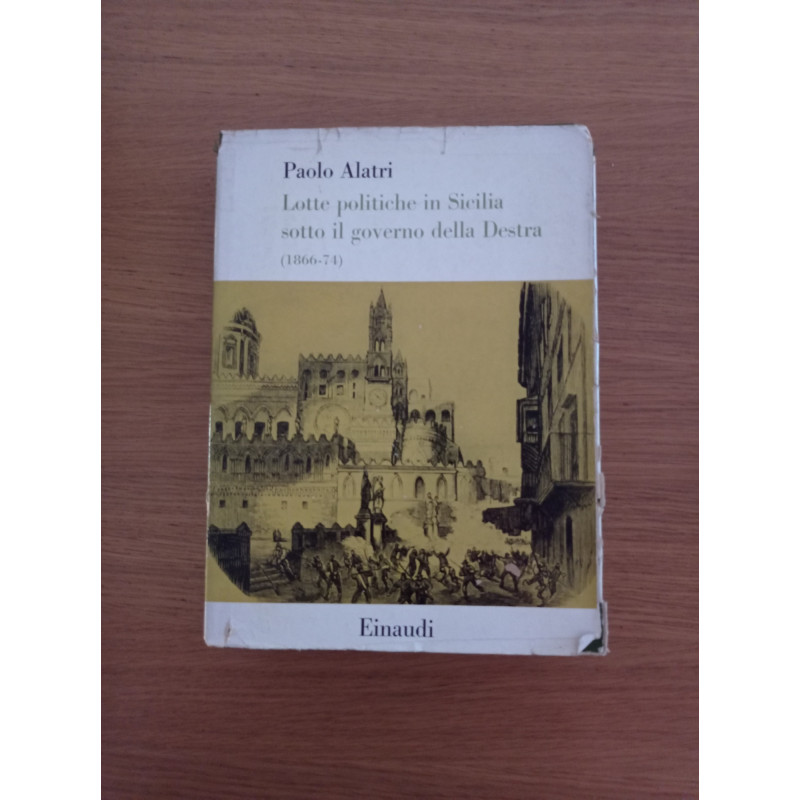 Paolo Alatri
Lotte politiche in Sicilia
sotto il governo della Destra
(1866-74)
Einaudi